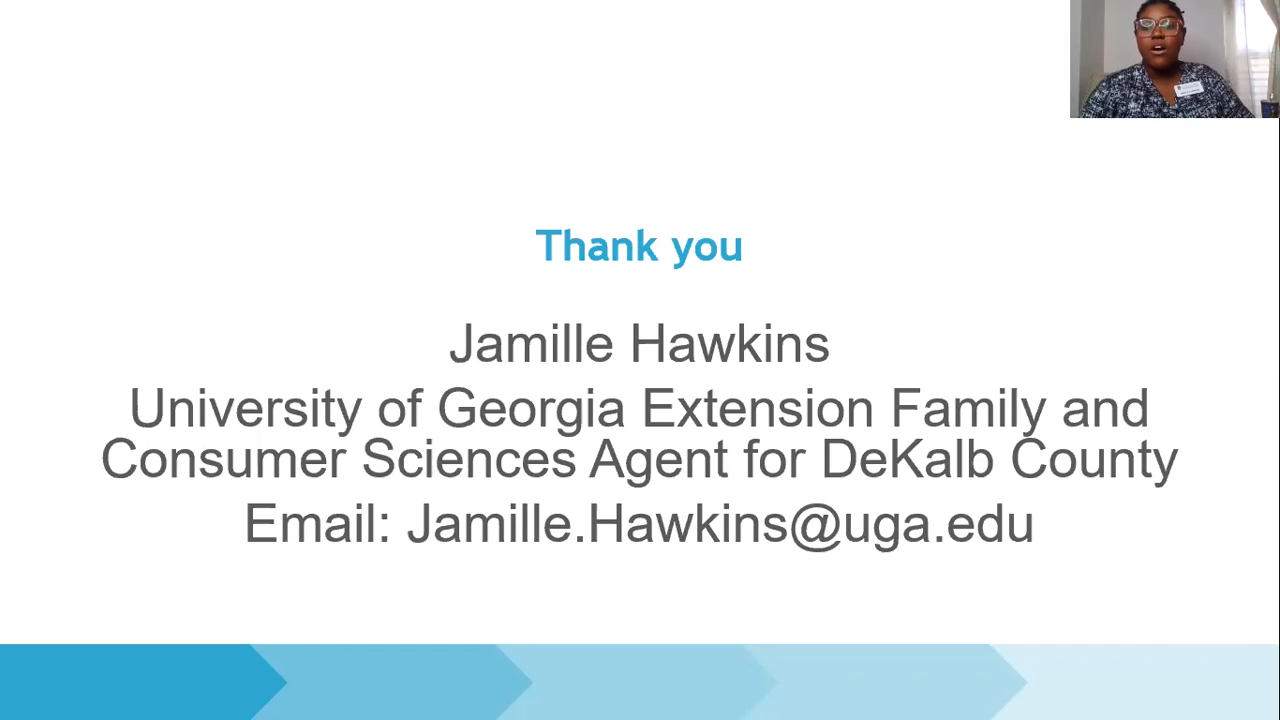 Thank you
Jamille Hawkins
University of Georgia Extension Family and
Consumer Sciences Agent for DeKalb County
Email: Jamille.Hawkins@uga.edu